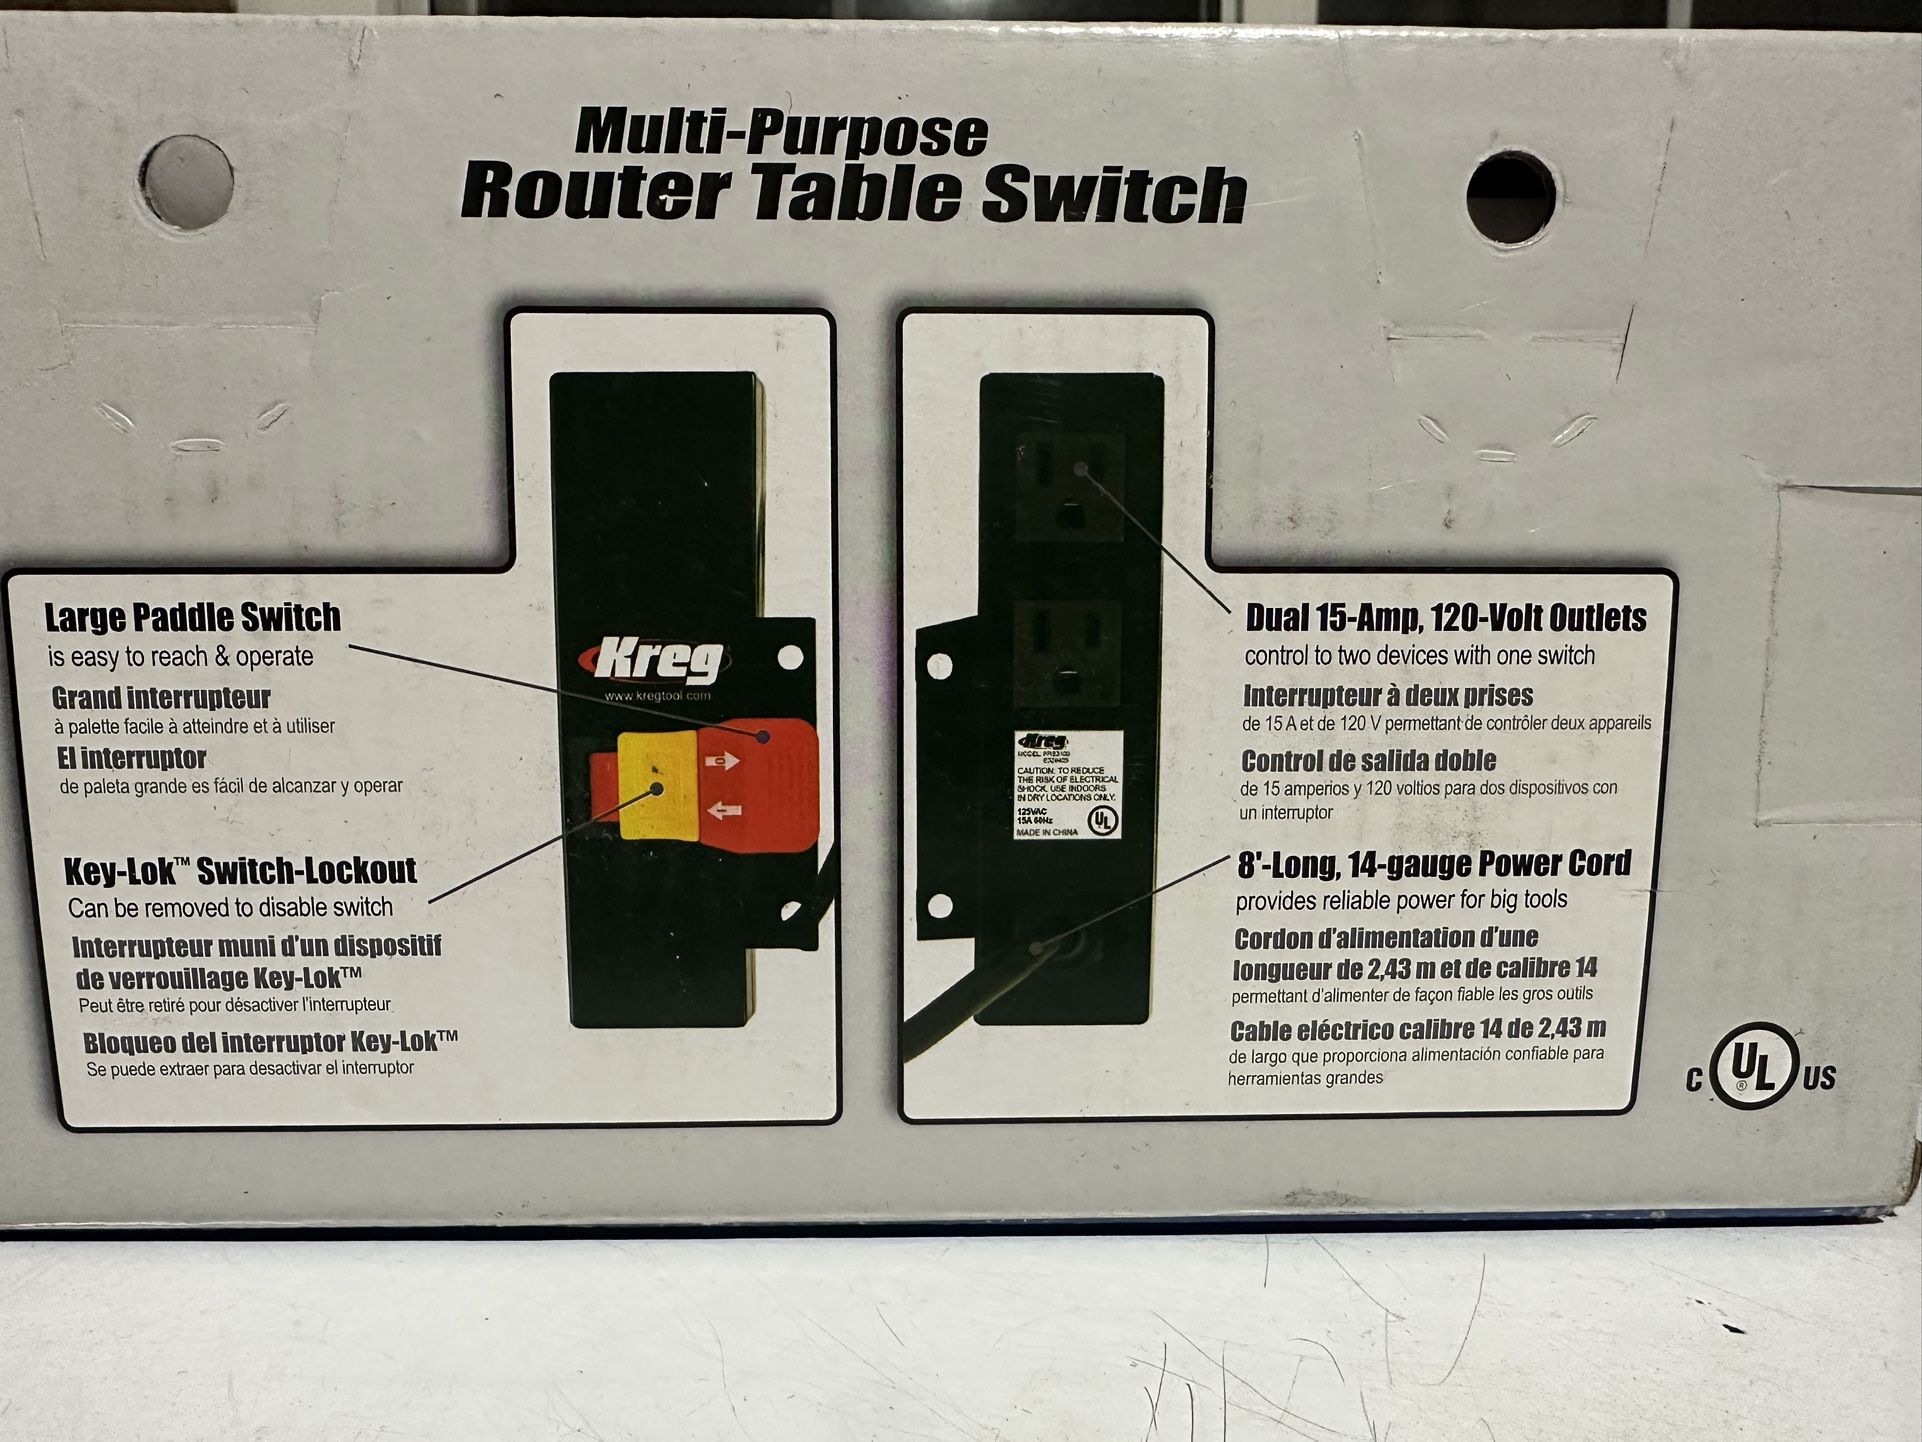 Multi-Purpose
Router Table Switch
Large Paddle Switch
is easy to reach & operate
Grand interrupteur
à palette facile à atteindre et à utiliser
El interruptor
de paleta grande es fácil de alcanzar y operar
Key-Lok™ Switch-Lockout
Can be removed to disable switch
Interrupteur muni d'un dispositif
de verrouillage Key-Lok™
Peut être retiré pour désactiver l'interrupteur
Bloqueo del interruptor Key-Lok™
Se puede extraer para desactivar el interruptor
Kreg
www.kregtool.com
Kreg
MODEL:
CAUTION: TO REDUCE
THE RISK OF ELECTRICAL
SHOCK, USE INDOORS
IN DRY LOCATIONS ONLY.
125VAC
15A 60Hz
MADE IN CHINA
UL
Dual 15-Amp, 120-Volt Outlets
control to two devices with one switch
Interrupteur à deux prises
de 15 A et de 120 V permettant de contrôler deux appareils
Control de salida doble
de 15 amperios y 120 voltios para dos dispositivos con
un interruptor
8'-Long, 14-gauge Power Cord
provides reliable power for big tools
Cordon d'alimentation d'une
longueur de 2,43 m et de calibre 14
permettant d'alimenter de façon fiable les gros outils
Cable eléctrico calibre 14 de 2,43 m
de largo que proporciona alimentación confiable para
herramientas grandes
C UL® US